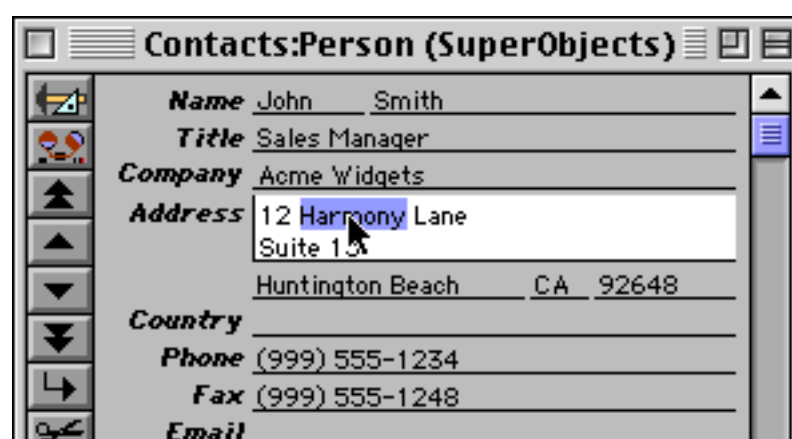 Contacts:Person (SuperObjects)
Name John Smith
Title Sales Manager
Company Acme Widgets
Address 12 Harmony Lane
Suite
Huntington Beach CA 92648
Country
Phone (999) 555-1234
Fax (999) 555-1248
Email